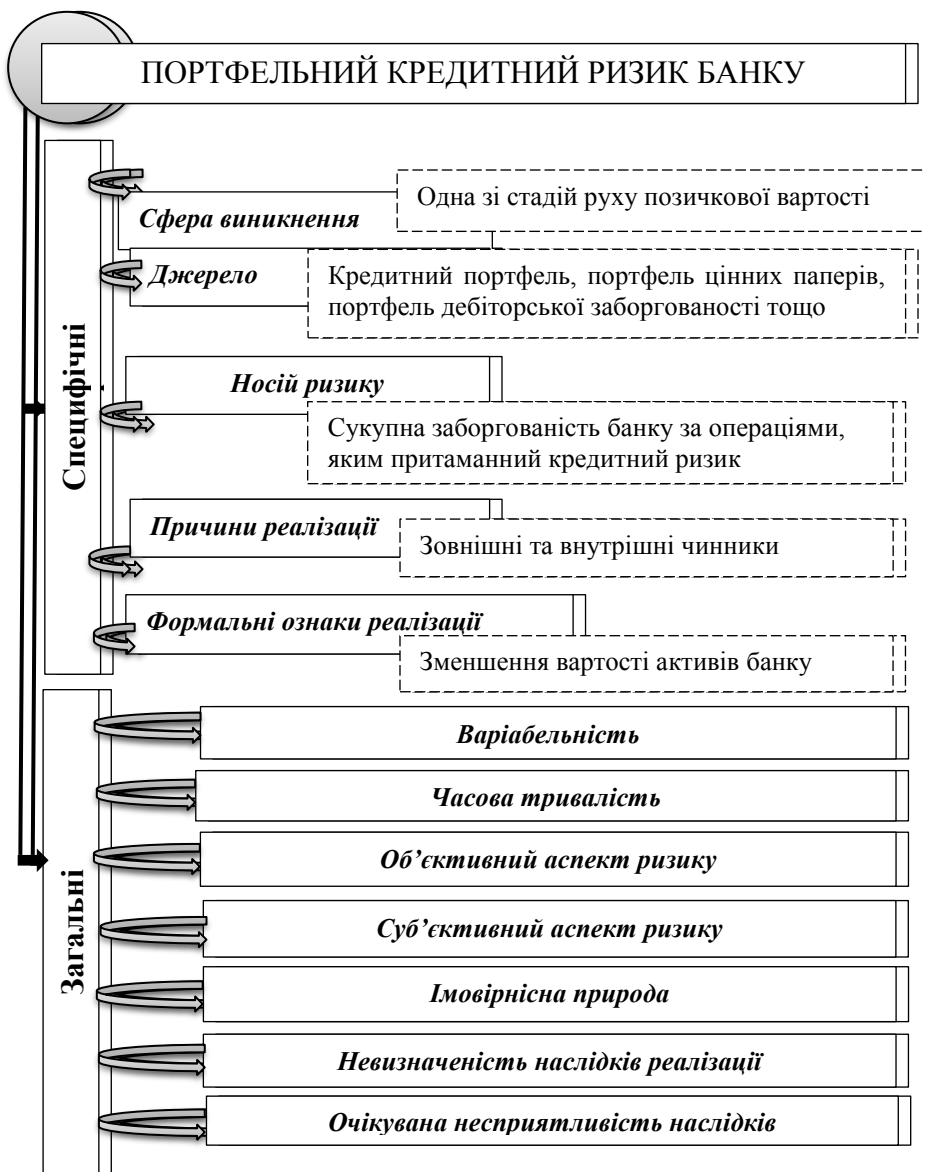 ПОРТФЕЛЬНИЙ КРЕДИТНИЙ РИЗИК БАНКУ
Специфічні
Сфера виникнення
Одна зі стадій руху позичкової вартості
Джерело
Кредитний портфель, портфель цінних паперів,
портфель дебіторської заборгованості тощо
Носій ризику
Сукупна заборгованість банку за операціями,
яким притаманний кредитний ризик
Причини реалізації
Зовнішні та внутрішні чинники
Формальні ознаки реалізації
Зменшення вартості активів банку
Загальні
Варіабельність
Часова тривалість
Об’єктивний аспект ризику
Суб’єктивний аспект ризику
Імовірнісна природа
Невизначеність наслідків реалізації
Очікувана несприятливість наслідків